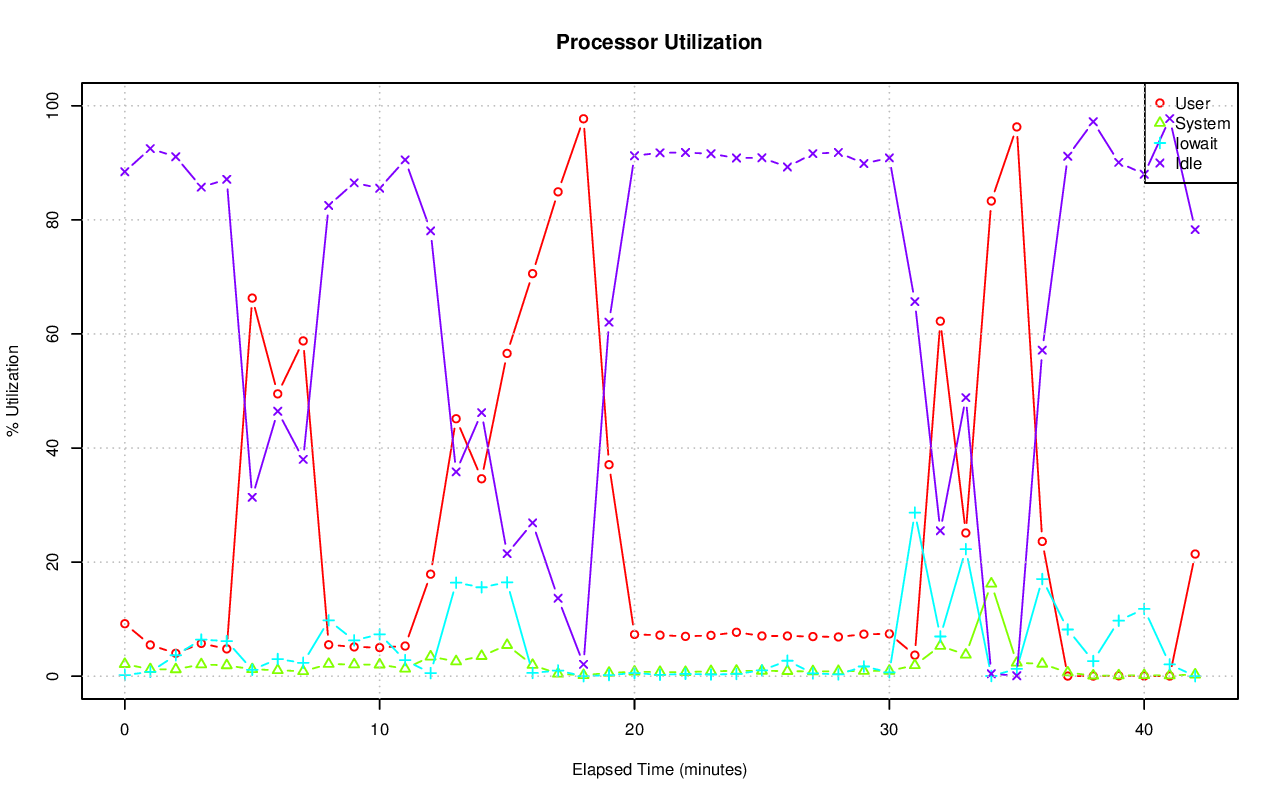 Processor Utilization
% Utilization
100
80
60
40
20
0
User
System
Iowait
Idle
0 10 20 30 40
Elapsed Time (minutes)